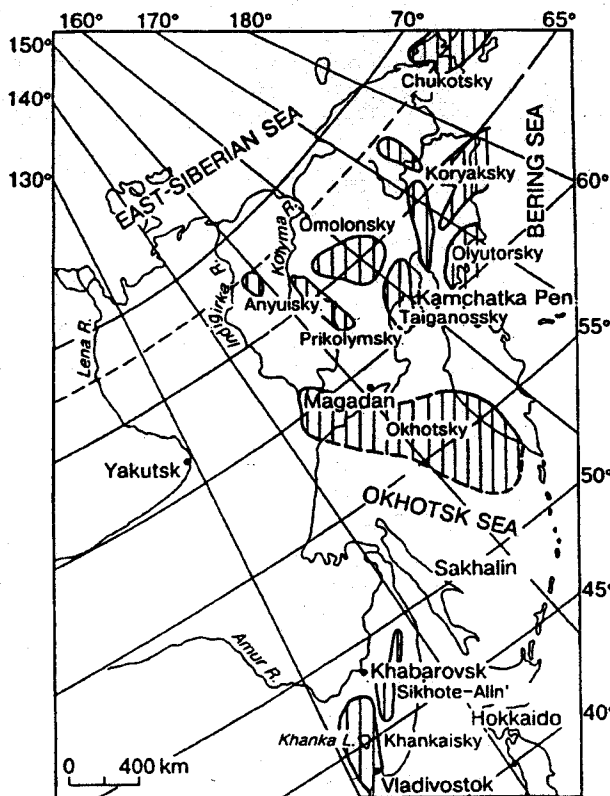 160° 170° 180° 70° 65°
150°
140°
130°
Chukotsky
EAST-SIBERIAN SEA
BERING SEA
Koryaksky
60°
Kolyma R.
Omolonsky
Olyutorsky
Indigirka R.
Anyuisky
Kamchatka Pen
Taiganossky
55°
Prikolymsky
Lena R.
Magadan
Okhotsky
Yakutsk
50°
OKHOTSK SEA
Sakhalin
45°
Amur R.
Khabarovsk
Sikhote-Alin'
40°
Hokkaido
Khanka L.
Khankaisky
0 400 km
Vladivostok